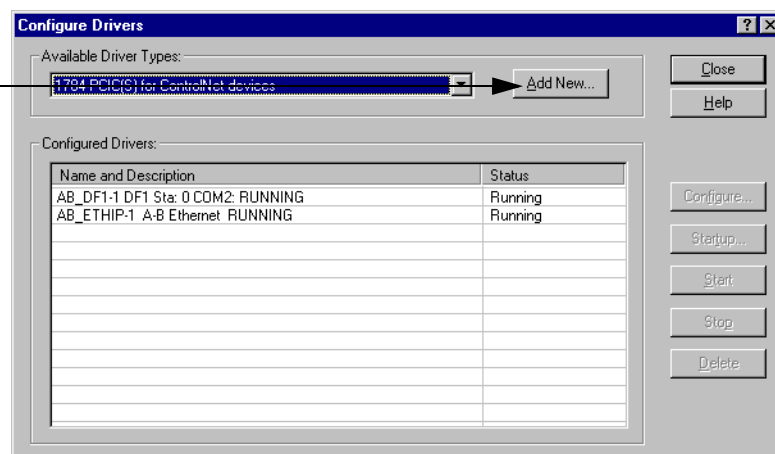 Configure Drivers
Available Driver Types:
1784 PCIC(S) for ControlNet devices
Add New...
Close
Help
Configured Drivers:
Name and Description Status
AB_DF1-1 DF1 Sta: 0 COM2: RUNNING Running
AB_ETHIP-1 A-B Ethernet RUNNING Running
Configure...
Startup...
Start
Stop
Delete